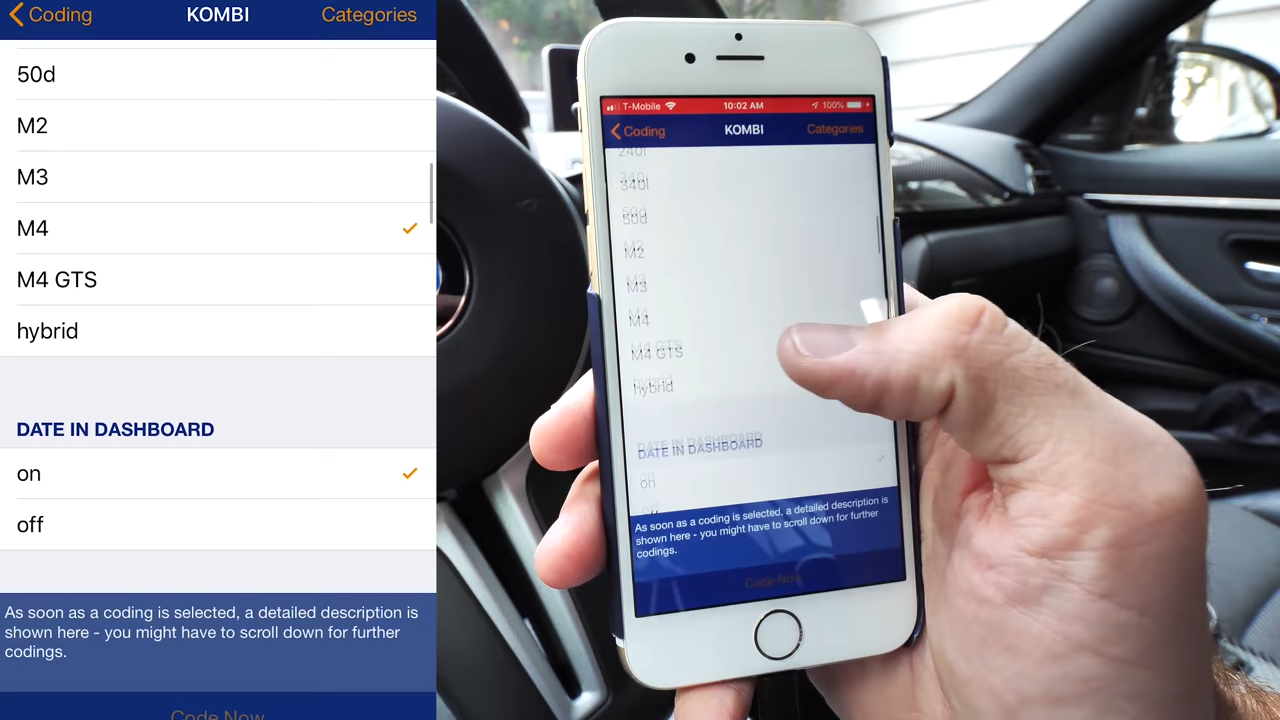 Coding
KOMBI
Categories
50d
M2
M3
M4
M4 GTS
hybrid
DATE IN DASHBOARD
on
off
As soon as a coding is selected, a detailed description is
shown here - you might have to scroll down for further
codings.
Code Now
T-Mobile
10:02 AM
100%
Coding
KOMBI
Categories
240i
340i
50d
M2
M3
M4
M4 GTS
hybrid
DATE IN DASHBOARD
on
off
As soon as a coding is selected, a detailed description is
shown here - you might have to scroll down for further
codings.
Code Now